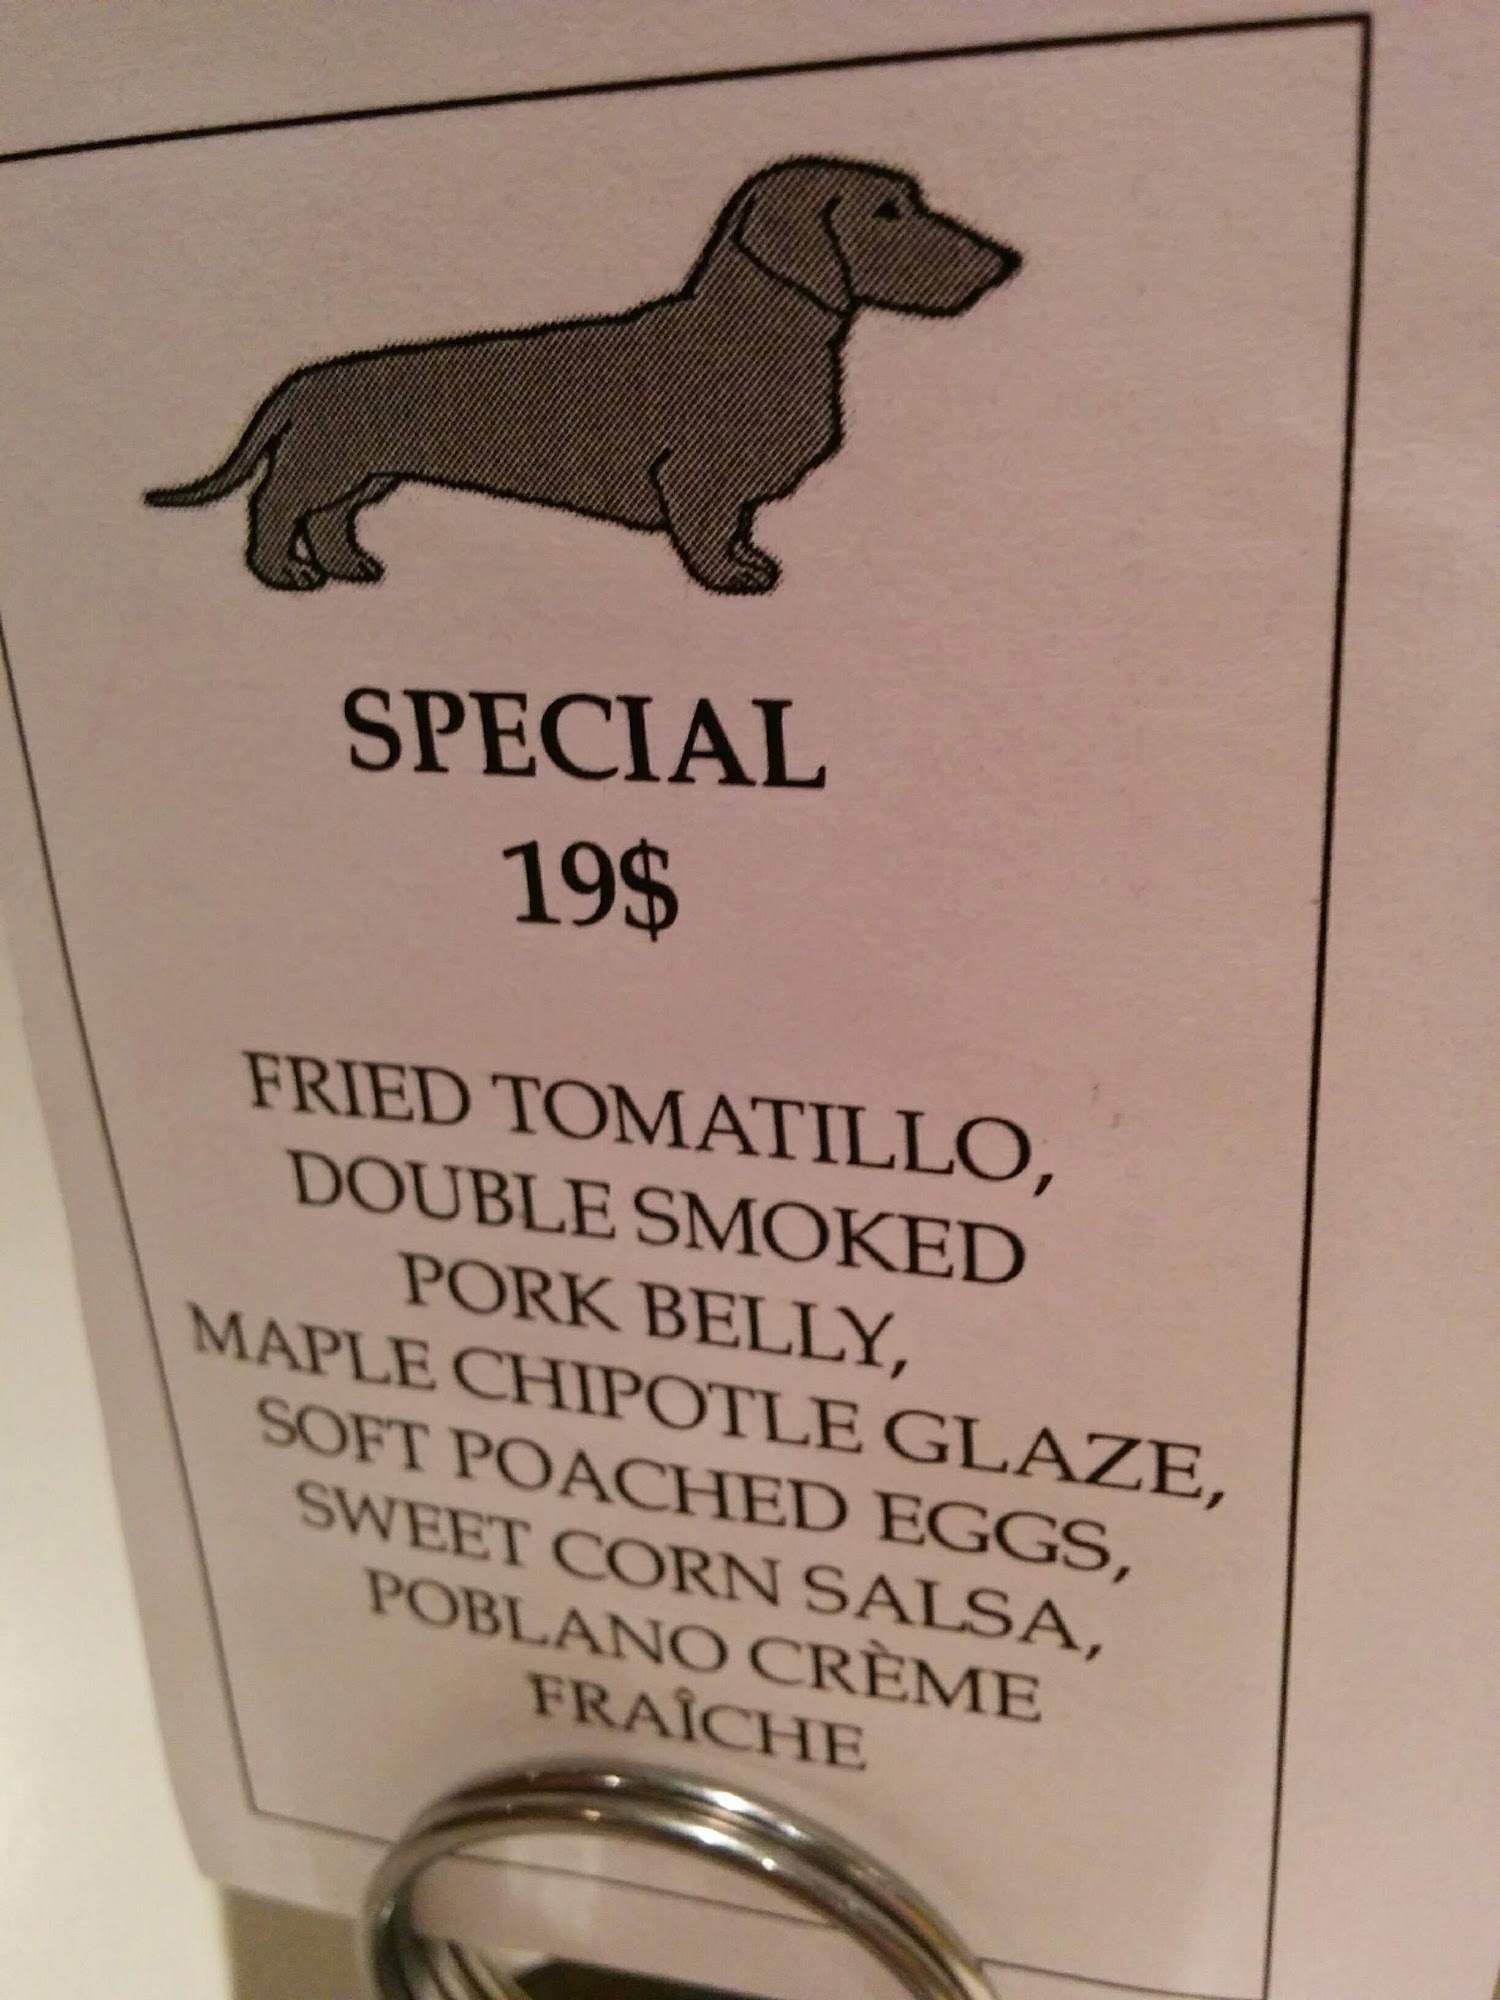 SPECIAL
19$
FRIED TOMATILLO,
DOUBLE SMOKED
PORK BELLY,
MAPLE CHIPOTLE GLAZE,
SOFT POACHED EGGS,
SWEET CORN SALSA,
POBLANO CRÈME
FRAÎCHE